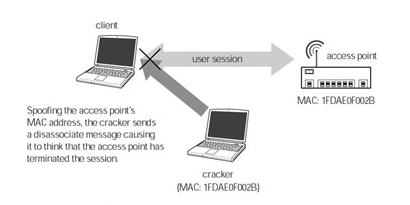 client
user session
access point
MAC: 1FDAE0F002B
Spoofing the access point's
MAC address, the cracker sends
a disassociate message causing
it to think that the access point has
terminated the session.
cracker
(MAC: 1FDAE0F002B)